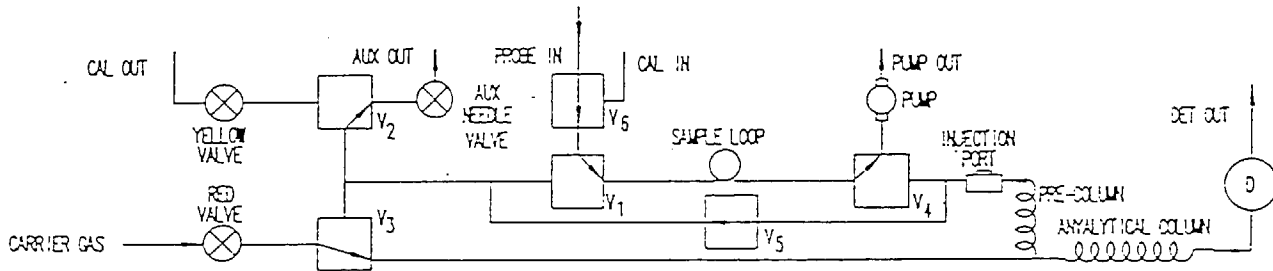 CAL OUT
AUX OUT
PROBE IN
CAL IN
PUMP OUT
PUMP
DET OUT
YELLOW
VALVE
V2
AUX
NEEDLE
VALVE
V6
SAMPLE LOOP
INJECTION
PORT
RED
VALVE
V3
V1
V4
V5
PRE-COLUMN
D
CARRIER GAS
ANYALYTICAL COLUMN